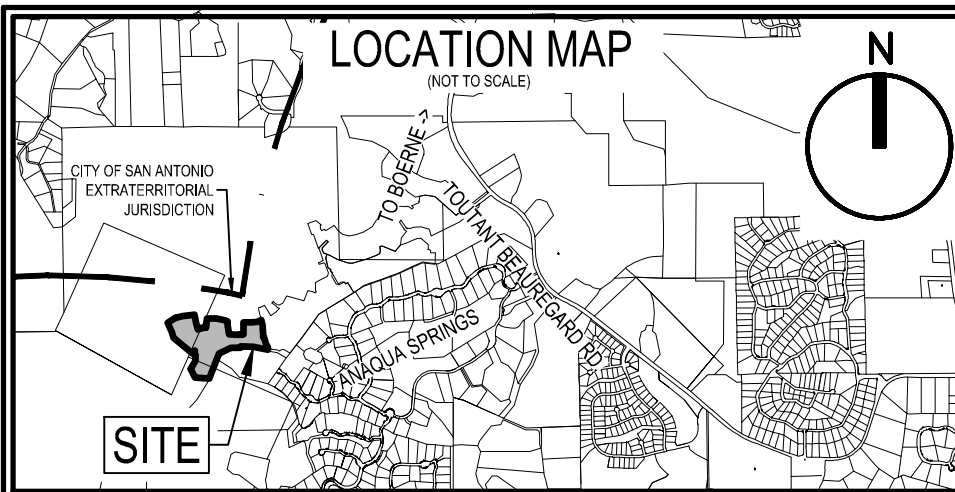 LOCATION MAP
(NOT TO SCALE)
N
CITY OF SAN ANTONIO
EXTRATERRITORIAL
JURISDICTION
TO BOERNE ->
TOUTANT BEAUREGARD RD.
ANAQUA SPRINGS
SITE